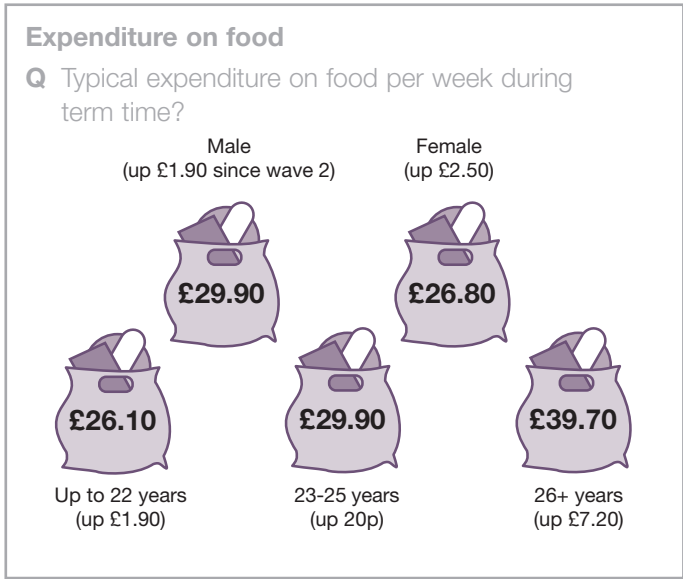 Expenditure on food
Q Typical expenditure on food per week during
term time?
Male
(up £1.90 since wave 2)
Female
(up £2.50)
£29.90
£26.80
£26.10
£29.90
£39.70
Up to 22 years
(up £1.90)
23-25 years
(up 20p)
26+ years
(up £7.20)